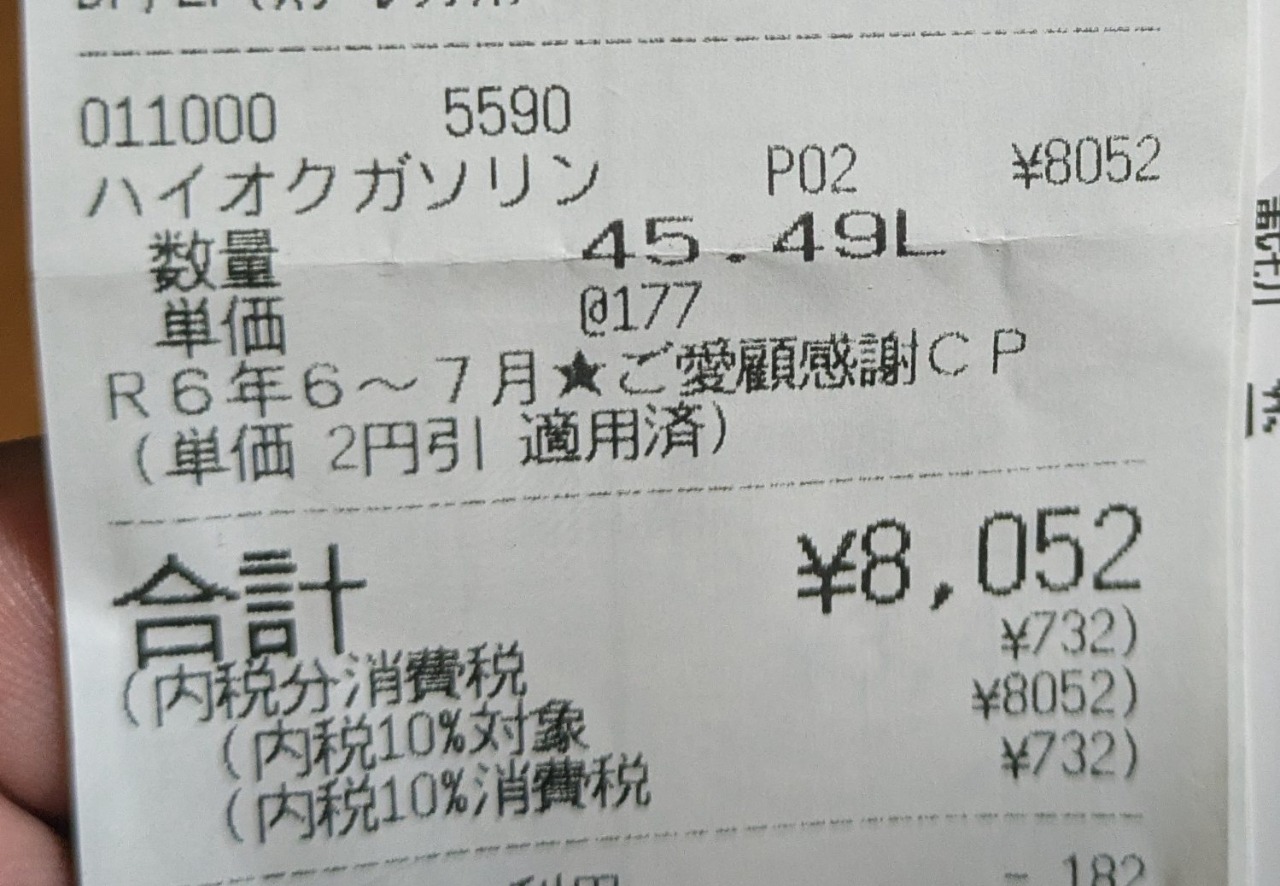 011000 5590
ハイオクガソリン P02 ¥8052
数量 45.49L
単価 @177
R6年6～7月★ご愛顧感謝CP
(単価 2円引 適用済)
合計 ¥8,052
(内税分消費税 ¥732)
(内税10%対象 ¥8052)
(内税10%消費税 ¥732)
利用 - 182